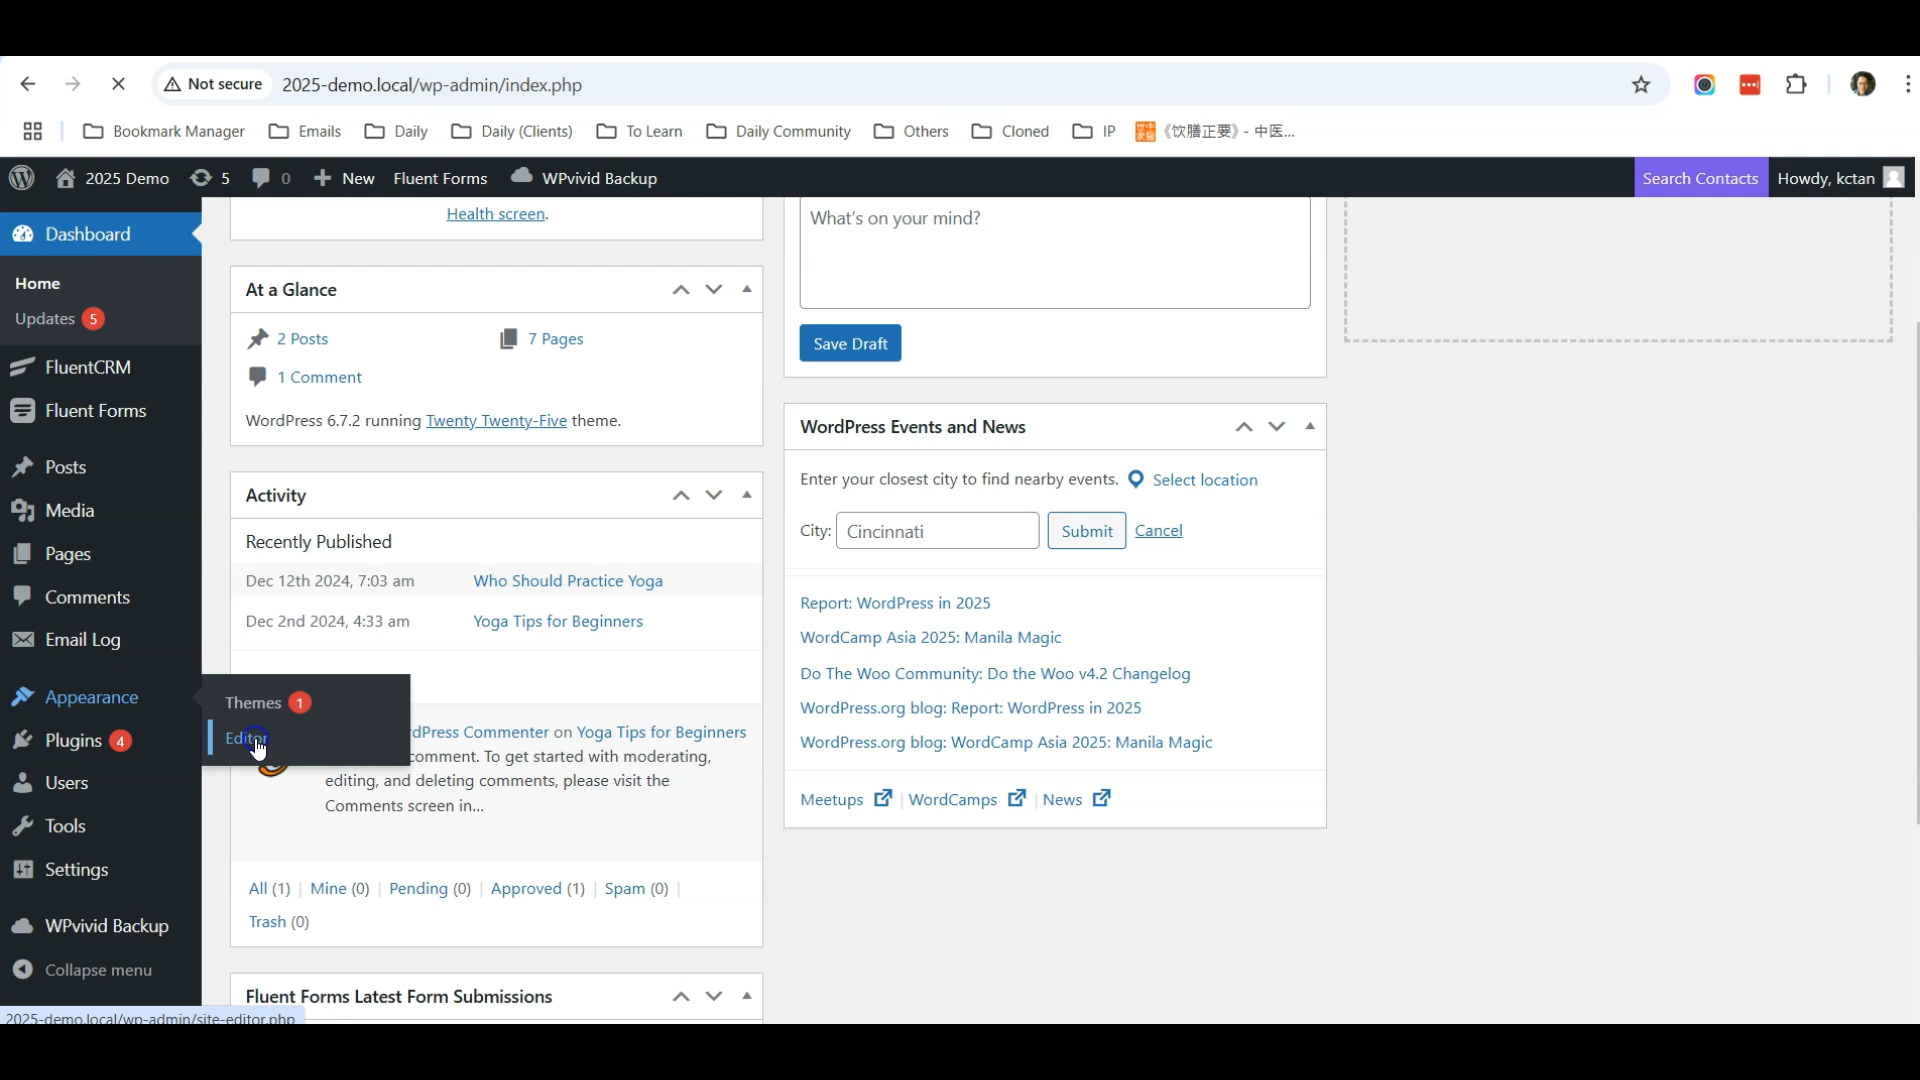 Not secure 2025-demo.local/wp-admin/index.php
Bookmark Manager Emails Daily Daily (Clients) To Learn Daily Community Others Cloned IP 《饮膳正要》- 中医...
2025 Demo 5 0 New Fluent Forms WPvivid Backup Search Contacts Howdy, kctan
Dashboard
Home
Updates 5
FluentCRM
Fluent Forms
Posts
Media
Pages
Comments
Email Log
Appearance
Plugins 4
Users
Tools
Settings
WPvivid Backup
Collapse menu
Themes 1
Editor
Health screen.
At a Glance
2 Posts 7 Pages
1 Comment
WordPress 6.7.2 running Twenty Twenty-Five theme.
Activity
Recently Published
Dec 12th 2024, 7:03 am Who Should Practice Yoga
Dec 2nd 2024, 4:33 am Yoga Tips for Beginners
Commenter on Yoga Tips for Beginners
To get started with moderating,
editing, and deleting comments, please visit the
Comments screen in...
All (1) | Mine (0) | Pending (0) | Approved (1) | Spam (0) |
Trash (0)
Fluent Forms Latest Form Submissions
What's on your mind?
Save Draft
WordPress Events and News
Enter your closest city to find nearby events. Select location
City: Cincinnati Submit Cancel
Report: WordPress in 2025
WordCamp Asia 2025: Manila Magic
Do The Woo Community: Do the Woo v4.2 Changelog
WordPress.org blog: Report: WordPress in 2025
WordPress.org blog: WordCamp Asia 2025: Manila Magic
Meetups | WordCamps | News
2025-demo.local/wp-admin/site-editor.php